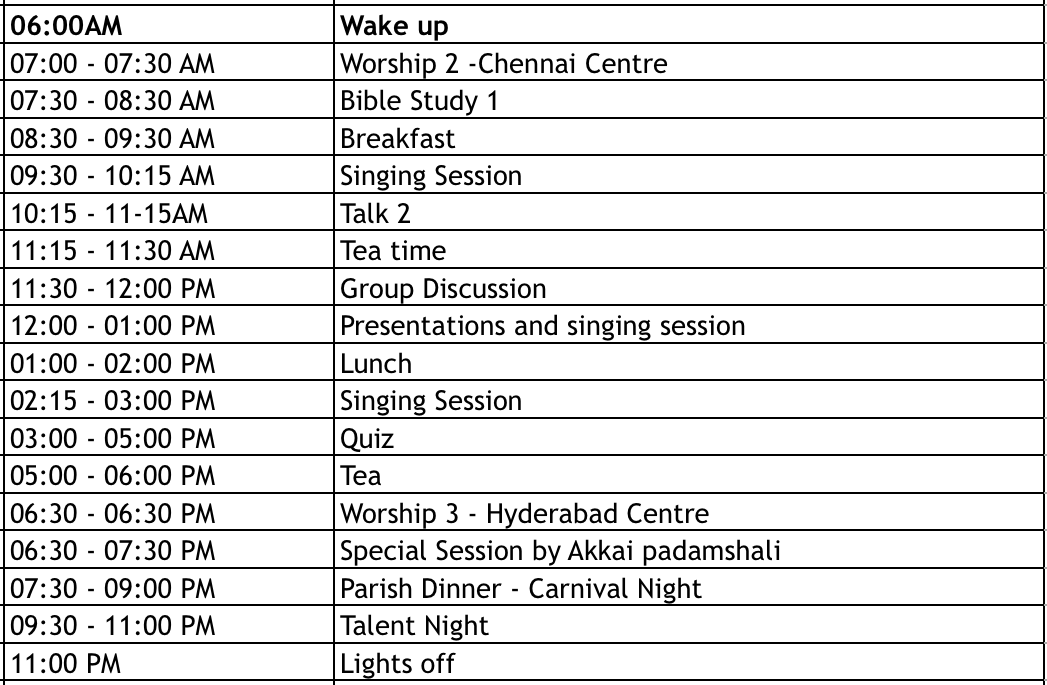 06:00AM Wake up
07:00 - 07:30 AM Worship 2 -Chennai Centre
07:30 - 08:30 AM Bible Study 1
08:30 - 09:30 AM Breakfast
09:30 - 10:15 AM Singing Session
10:15 - 11-15AM Talk 2
11:15 - 11:30 AM Tea time
11:30 - 12:00 PM Group Discussion
12:00 - 01:00 PM Presentations and singing session
01:00 - 02:00 PM Lunch
02:15 - 03:00 PM Singing Session
03:00 - 05:00 PM Quiz
05:00 - 06:00 PM Tea
06:30 - 06:30 PM Worship 3 - Hyderabad Centre
06:30 - 07:30 PM Special Session by Akkai padamshali
07:30 - 09:00 PM Parish Dinner - Carnival Night
09:30 - 11:00 PM Talent Night
11:00 PM Lights off